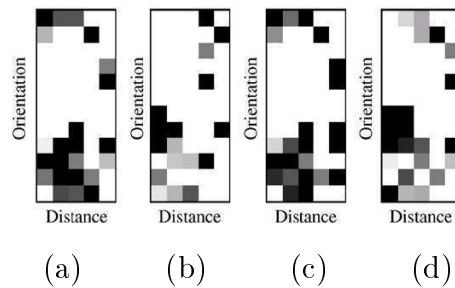 Orientation
Orientation
Orientation
Orientation
Distance
Distance
Distance
Distance
(a)
(b)
(c)
(d)